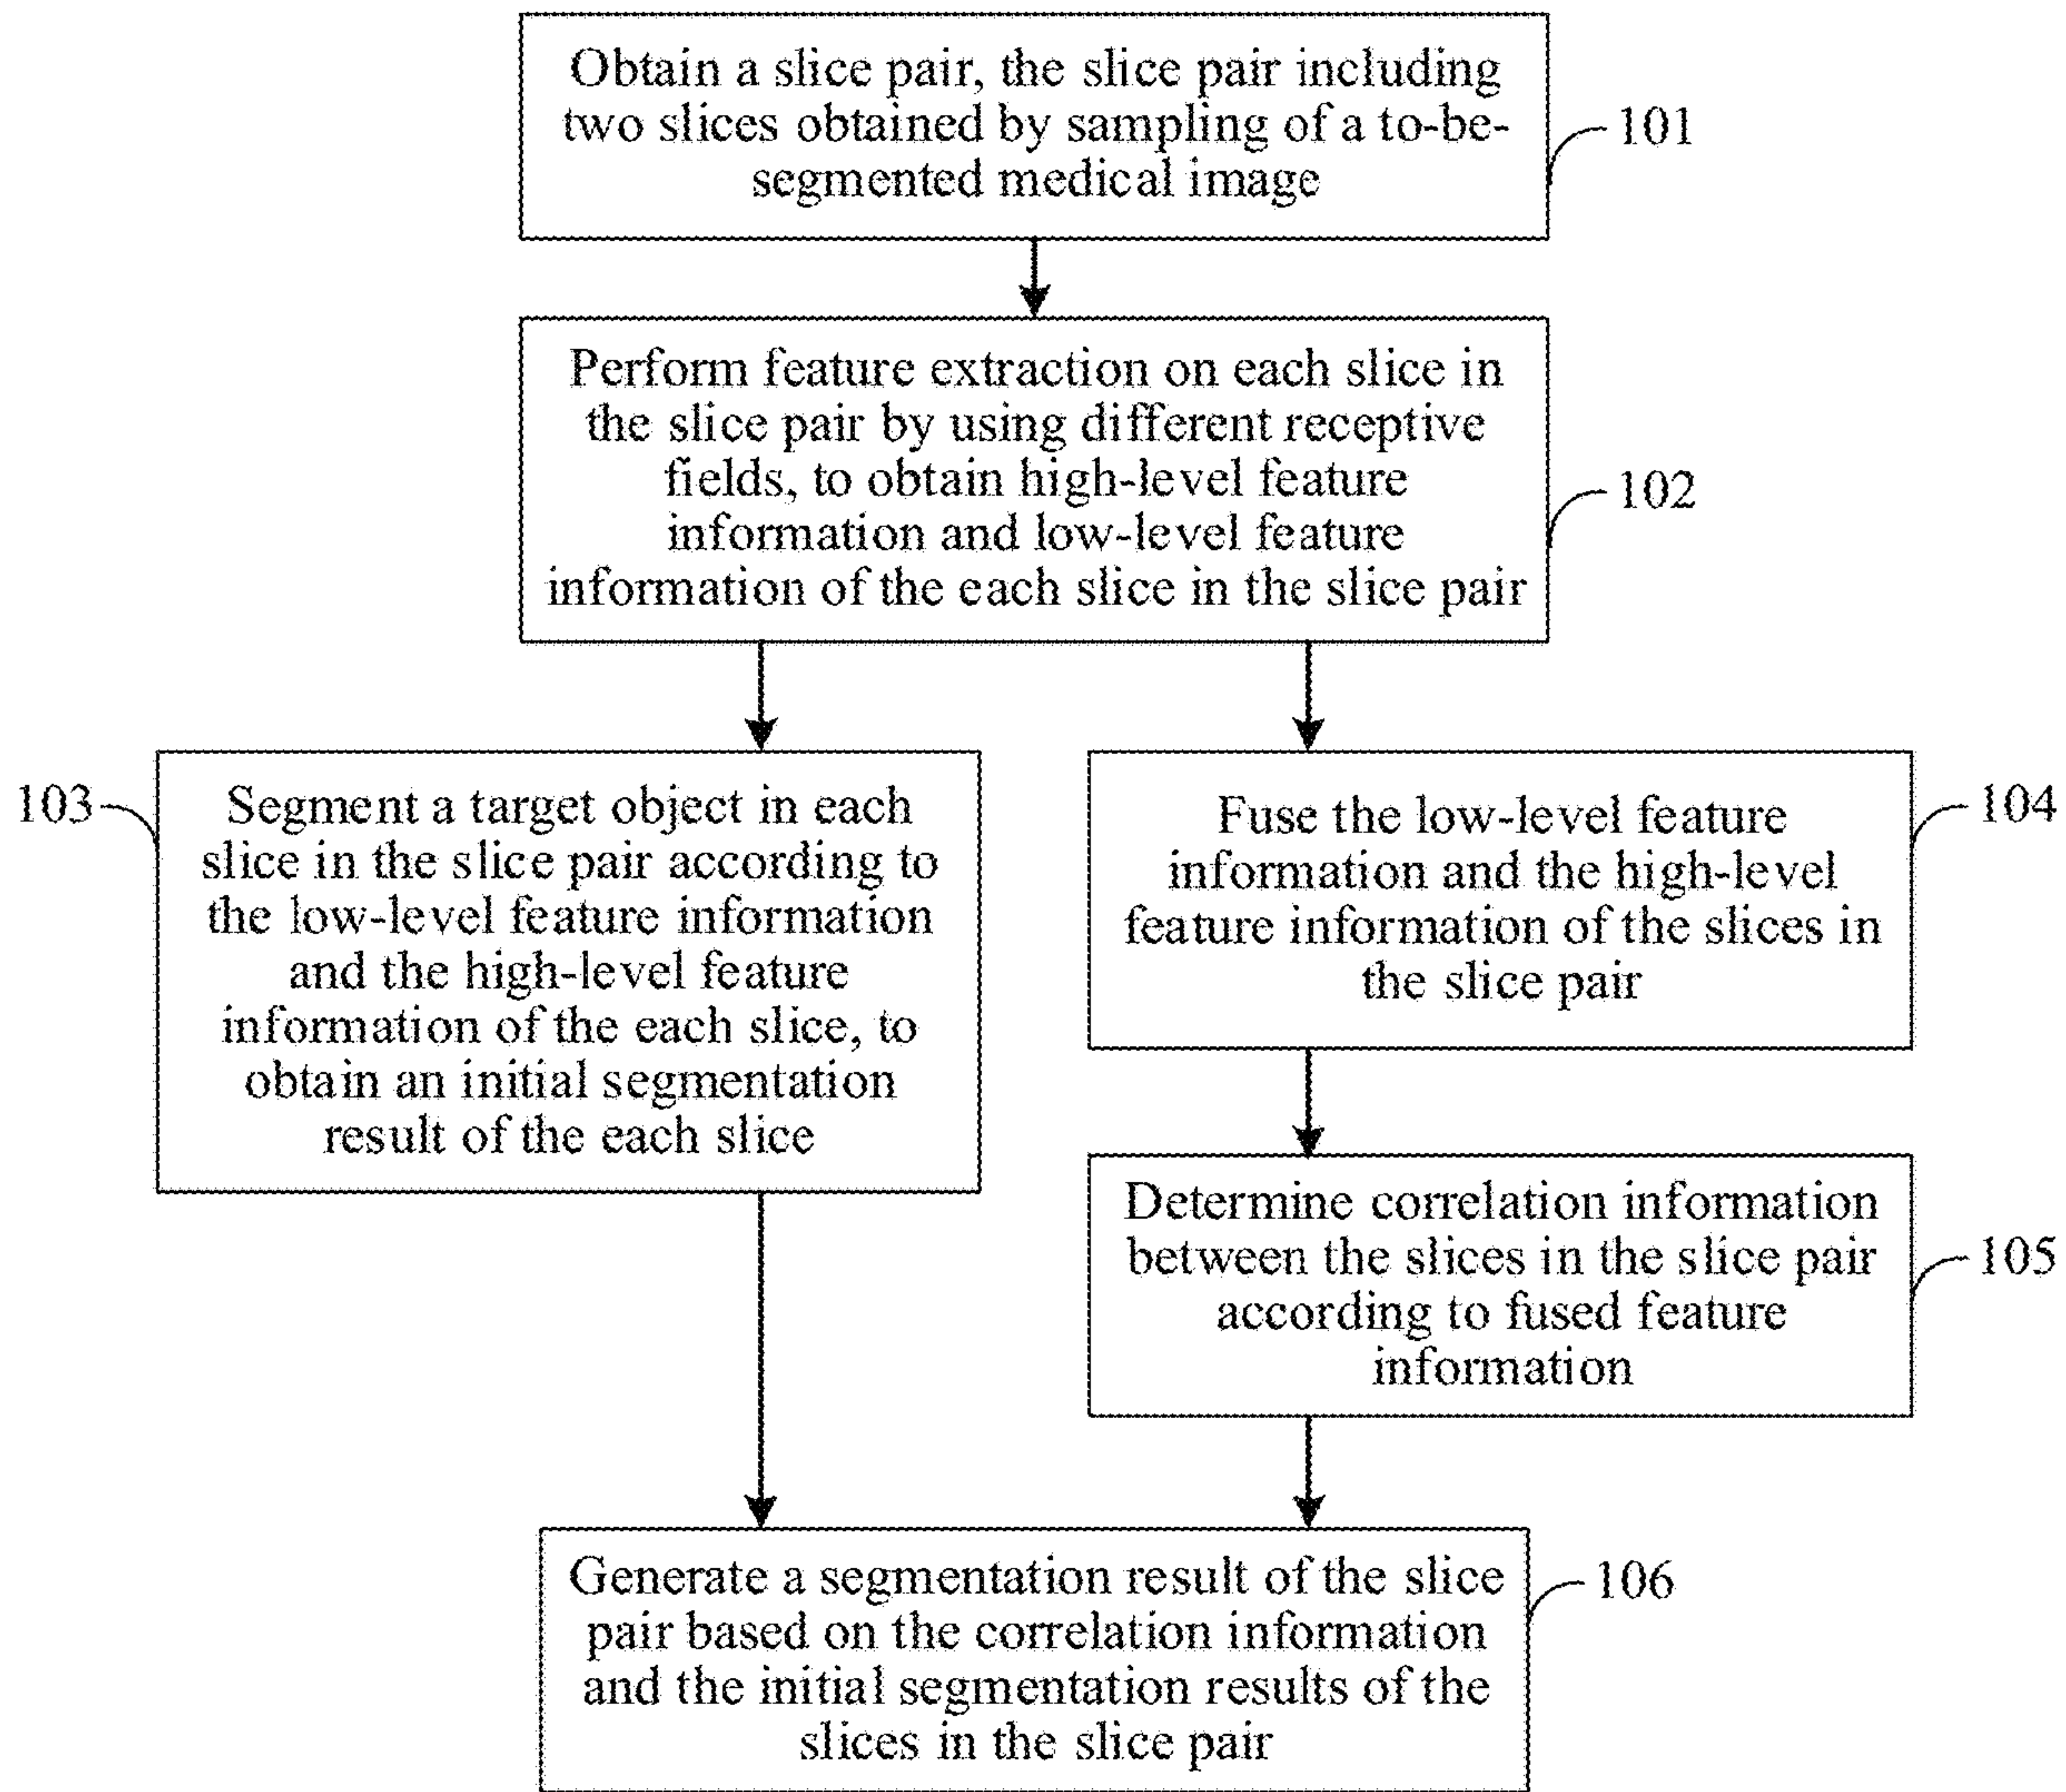 Obtain a slice pair, the slice pair including
two slices obtained by sampling of a to-be-
segmented medical image
101
Perform feature extraction on each slice in
the slice pair by using different receptive
fields, to obtain high-level feature
information and low-level feature
information of the each slice in the slice pair
102
103
Segment a target object in each
slice in the slice pair according to
the low-level feature information
and the high-level feature
information of the each slice, to
obtain an initial segmentation
result of the each slice
Fuse the low-level feature
information and the high-level
feature information of the slices in
the slice pair
104
Determine correlation information
between the slices in the slice pair
according to fused feature
information
105
Generate a segmentation result of the slice
pair based on the correlation information
and the initial segmentation results of the
slices in the slice pair
106